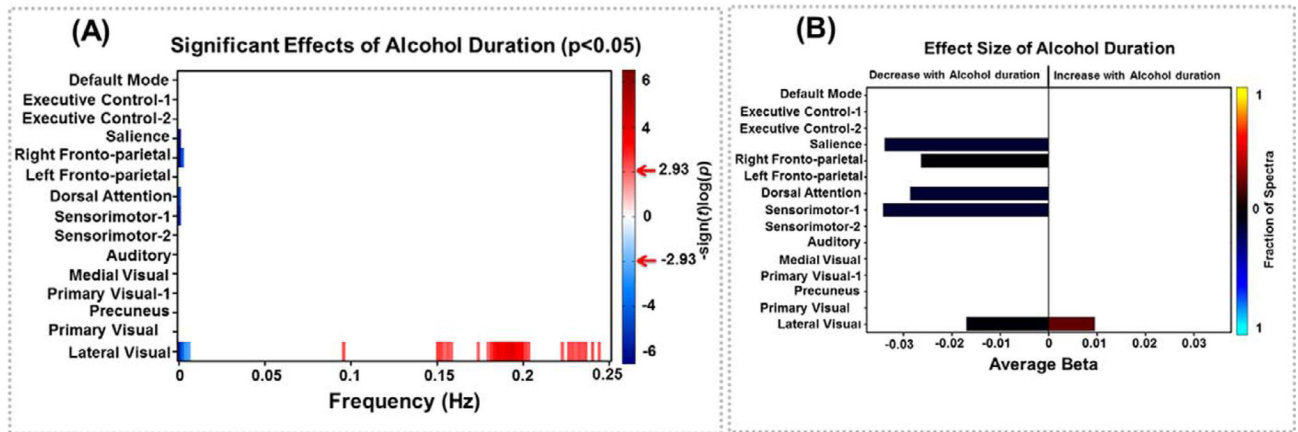 (A)
Significant Effects of Alcohol Duration (p<0.05)
Default Mode
Executive Control-1
Executive Control-2
Salience
Right Fronto-parietal
Left Fronto-parietal
Dorsal Attention
Sensorimotor-1
Sensorimotor-2
Auditory
Medial Visual
Primary Visual-1
Precuneus
Primary Visual
Lateral Visual
0 0.05 0.1 0.15 0.2 0.25
Frequency (Hz)
6
4
2.93
0
-2.93
-4
-6
-sign(t)log(p)
(B)
Effect Size of Alcohol Duration
Decrease with Alcohol duration Increase with Alcohol duration
Default Mode
Executive Control-1
Executive Control-2
Salience
Right Fronto-parietal
Left Fronto-parietal
Dorsal Attention
Sensorimotor-1
Sensorimotor-2
Auditory
Medial Visual
Primary Visual-1
Precuneus
Primary Visual
Lateral Visual
-0.03 -0.01 -0.01 0 0.01 0.01 0.03
Average Beta
1
0
1
Fraction of Spectra